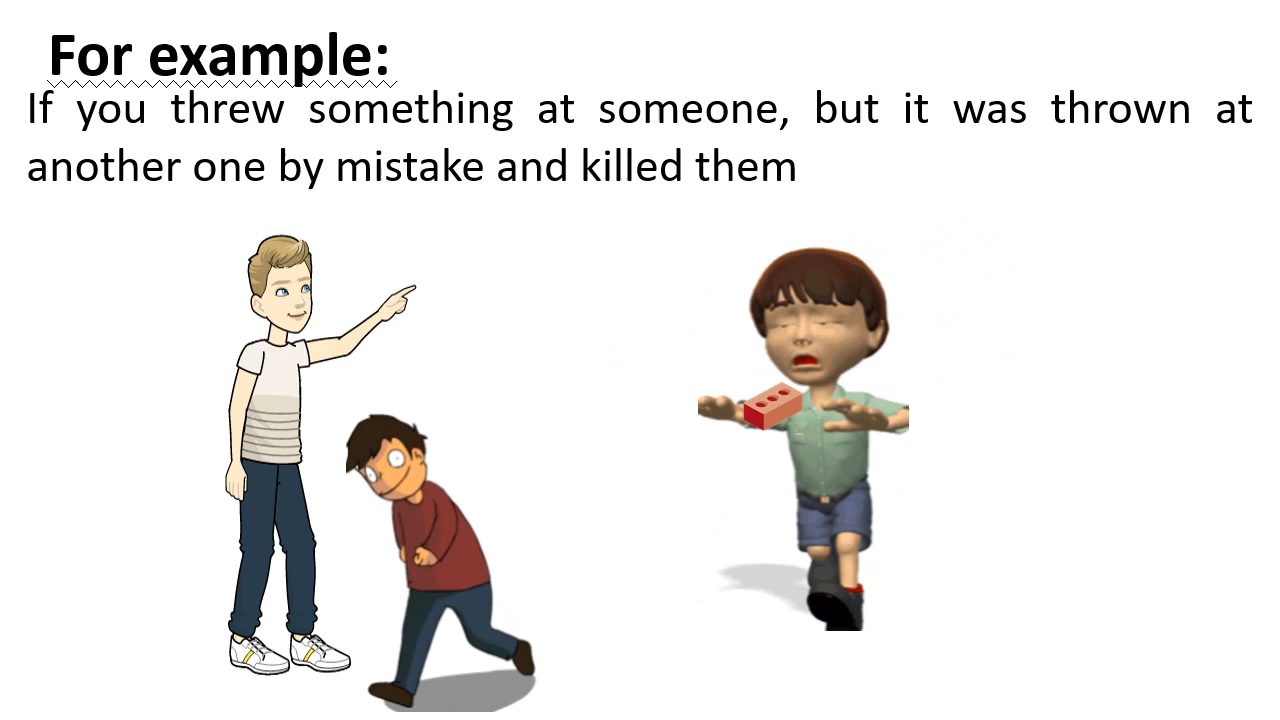 For example:
If you threw something at someone, but it was thrown at
another one by mistake and killed them